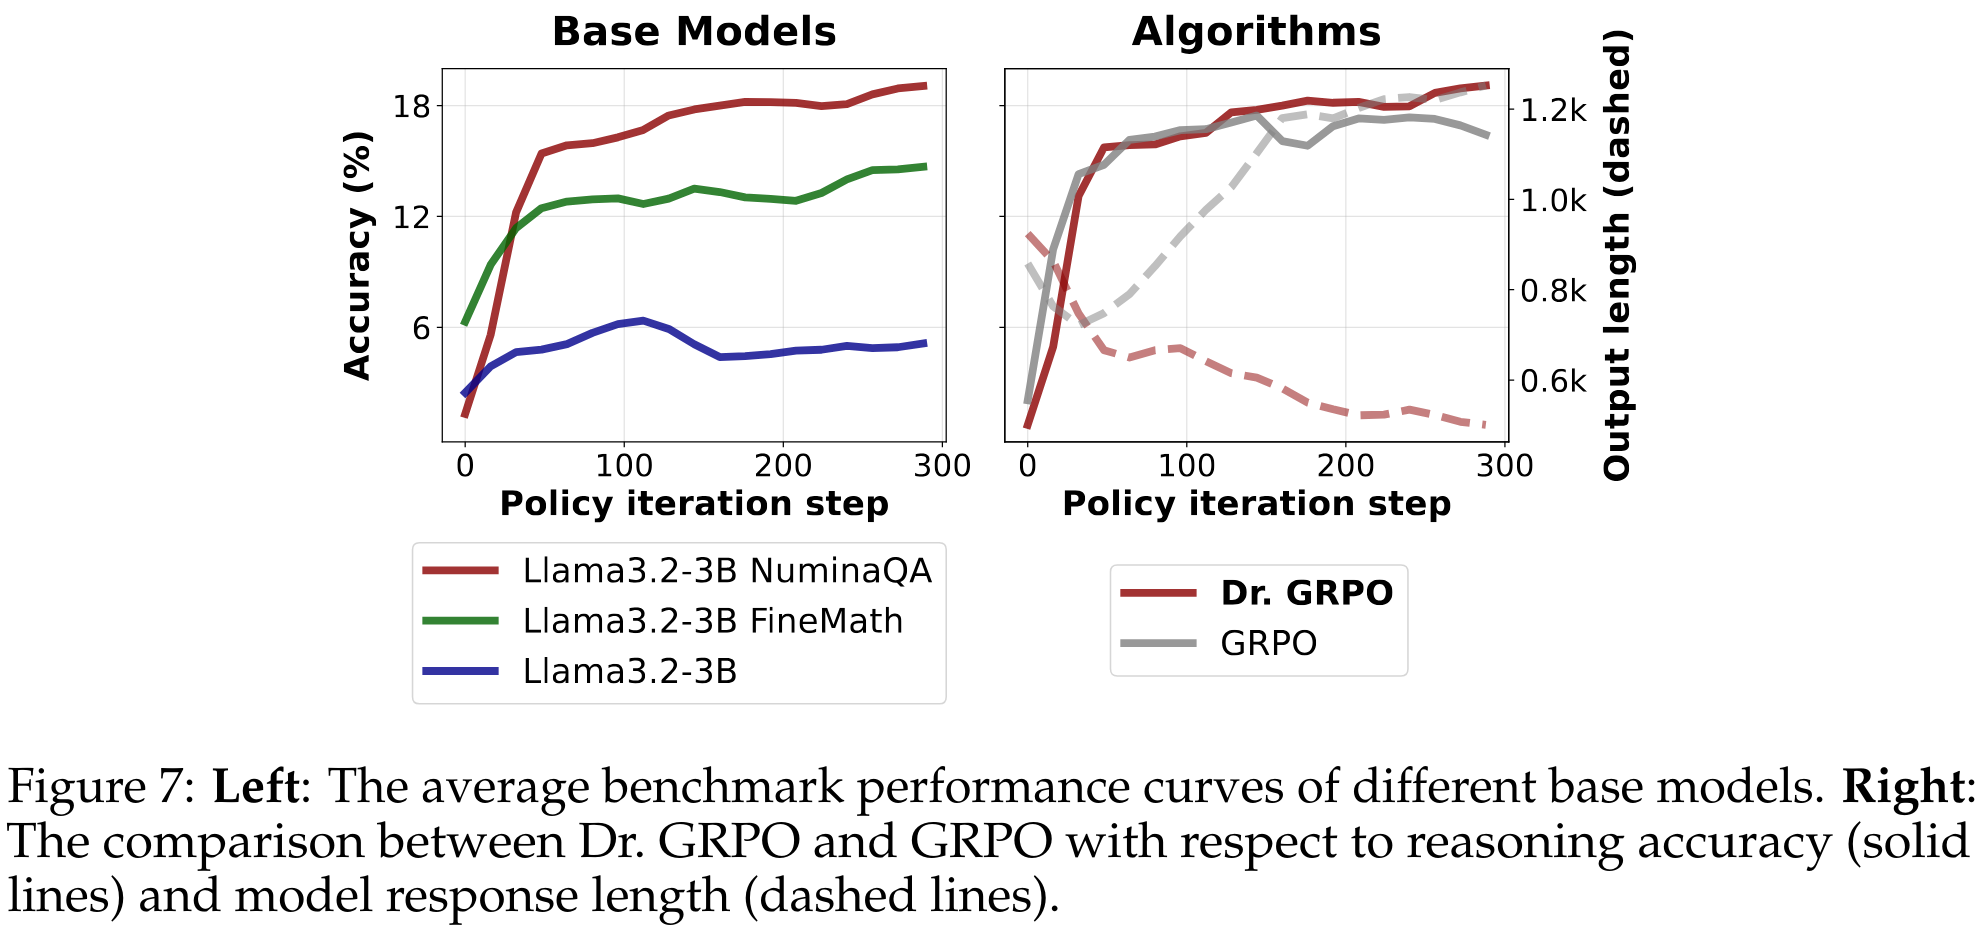 Base Models
Algorithms
Accuracy (%)
18
12
6
0
100
200
300
Policy iteration step
Output length (dashed)
1.2k
1.0k
0.8k
0.6k
0
100
200
300
Policy iteration step
Llama3.2-3B NuminaQA
Llama3.2-3B FineMath
Llama3.2-3B
Dr. GRPO
GRPO
Figure 7: Left: The average benchmark performance curves of different base models. Right:
The comparison between Dr. GRPO and GRPO with respect to reasoning accuracy (solid
lines) and model response length (dashed lines).